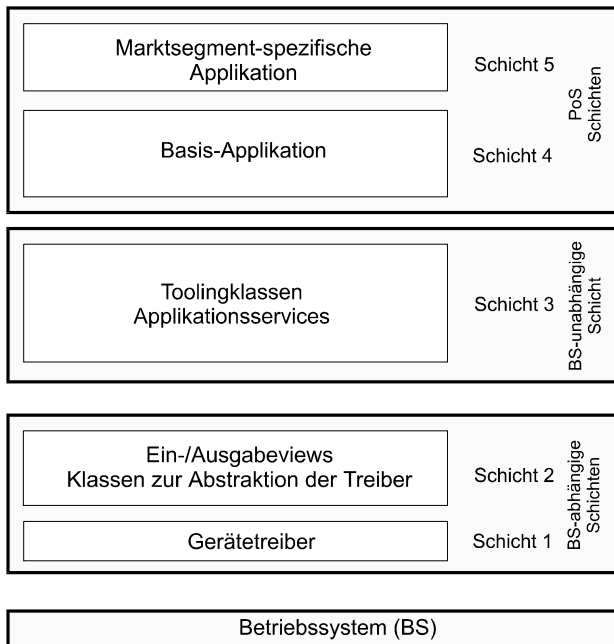 Marktsegment-spezifische
Applikation
Schicht 5
Basis-Applikation
Schicht 4
PoS
Schichten
Toolingklassen
Applikationsservices
Schicht 3
BS-unabhängige
Schicht
Ein-/Ausgabeviews
Klassen zur Abstraktion der Treiber
Schicht 2
Gerätetreiber
Schicht 1
BS-abhängige
Schichten
Betriebssystem (BS)